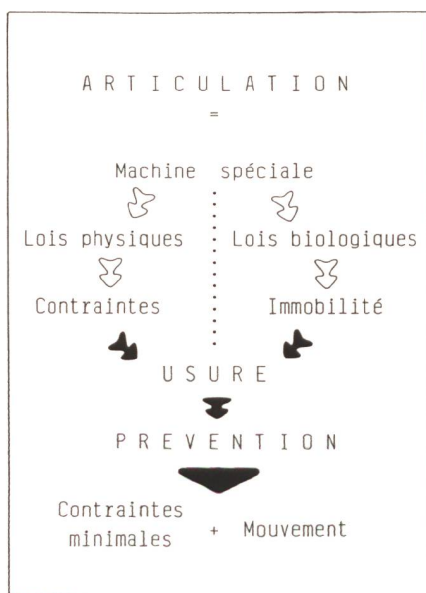 ARTICULATION
=
Machine spéciale
Lois physiques Lois biologiques
Contraintes Immobilité
USURE
PREVENTION
Contraintes
minimales + Mouvement